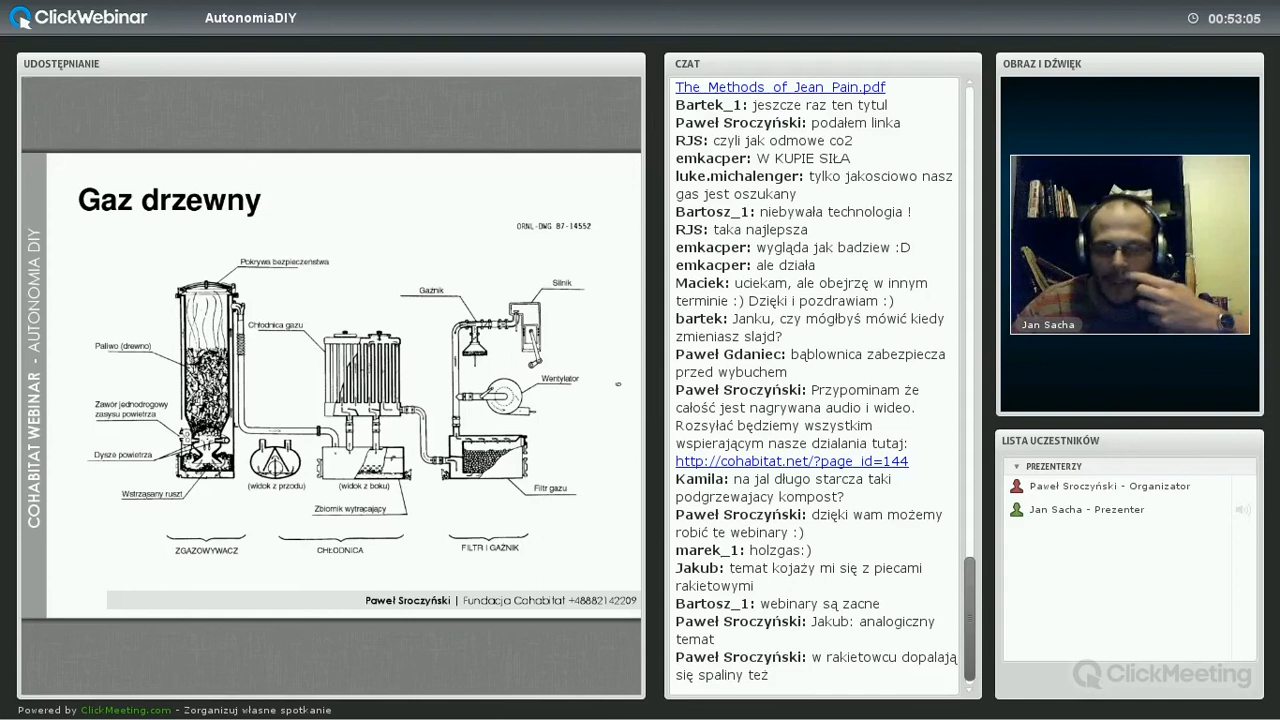 ClickWebinar
AutonomiaDIY
00:53:05
UDOSTĘPNIANIE
COHABITAT WEBINAR - AUTONOMIA DIY
Gaz drzewny
ORNL-DWG 87-14552
Pokrywa bezpieczeństwa
Silnik
Gaźnik
Chłodnica gazu
Paliwo (drewno)
Wentylator
Zawór jednodrogowy
zasysu powietrza
Dysze powietrza
(widok z przodu)
(widok z boku)
Filtr gazu
Wstrząsany ruszt
Zbiornik wytrącający
ZGAZOWYWACZ
CHŁODNICA
FILTR I GAŹNIK
Paweł Sroczyński | Fundacja Cohabitat +48882142209
CZAT
The_Methods_of_Jean_Pain.pdf
Bartek_1: jeszcze raz ten tytul
Paweł Sroczyński: podałem linka
RJS: czyli jak odmowe co2
emkacper: W KUPIE SIŁA
luke.michalenger: tylko jakosciowo nasz
gas jest oszukany
Bartosz_1: niebywała technologia !
RJS: taka najlepsza
emkacper: wygląda jak badziew :D
emkacper: ale działa
Maciek: uciekam, ale obejrzę w innym
terminie :) Dzięki i pozdrawiam :)
bartek: Janku, czy mógłbyś mówić kiedy
zmieniasz slajd?
Paweł Gdaniec: bąblownica zabezpiecza
przed wybuchem
Paweł Sroczyński: Przypominam że
całość jest nagrywana audio i wideo.
Rozsyłać będziemy wszystkim
wspierającym nasze dzialania tutaj:
http://cohabitat.net/?page_id=144
Kamila: na jal długo starcza taki
podgrzewajacy kompost?
Paweł Sroczyński: dzięki wam możemy
robić te webinary :)
marek_1: holzgas:)
Jakub: temat kojaży mi się z piecami
rakietowymi
Bartosz_1: webinary są zacne
Paweł Sroczyński: Jakub: analogiczny
temat
Paweł Sroczyński: w rakietowcu dopalają
się spaliny też
OBRAZ I DŹWIĘK
Jan Sacha
LISTA UCZESTNIKÓW
PREZENTERZY
Paweł Sroczyński - Organizator
Jan Sacha - Prezenter
ClickMeeting
Powered by ClickMeeting.com - Zorganizuj własne spotkanie